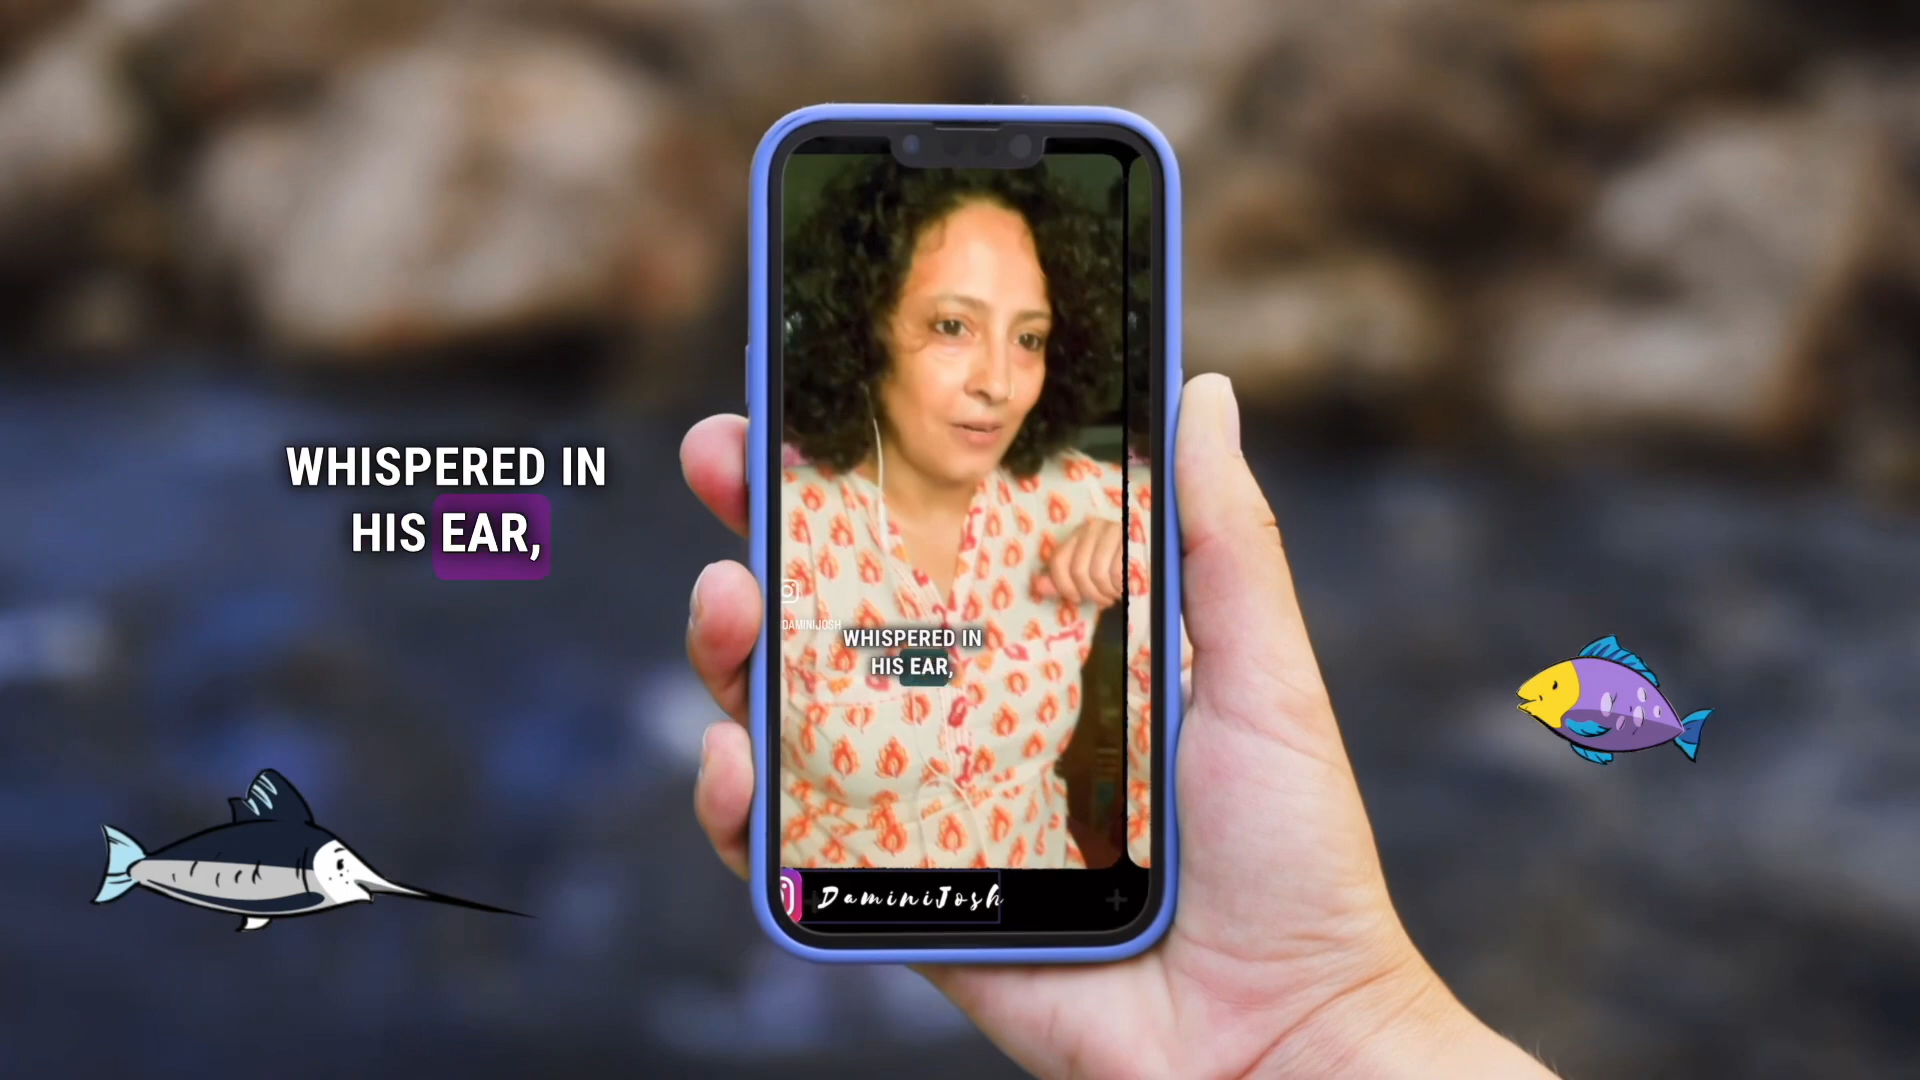 WHISPERED IN
HIS EAR,
DAMINIJOSH
WHISPERED IN
HIS EAR,
DaminiJosh